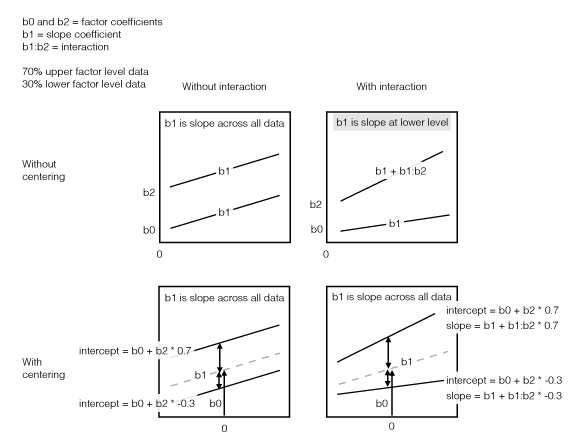 b0 and b2 = factor coefficients
b1 = slope coefficient
b1:b2 = interaction
70% upper factor level data
30% lower factor level data
Without interaction
With interaction
Without
centering
b1 is slope across all data
b1
b2
b1
b0
0
b1 is slope at lower level
b1 + b1:b2
b2
b1
b0
0
With
centering
b1 is slope across all data
intercept = b0 + b2 * 0.7
b1
intercept = b0 + b2 * -0.3
b0
0
b1 is slope across all data
intercept = b0 + b2 * 0.7
slope = b1 + b1:b2 * 0.7
b1
intercept = b0 + b2 * -0.3
slope = b1 + b1:b2 * -0.3
b0
0